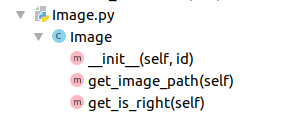 Image.py
C Image
m __init__(self, id)
m get_image_path(self)
m get_is_right(self)